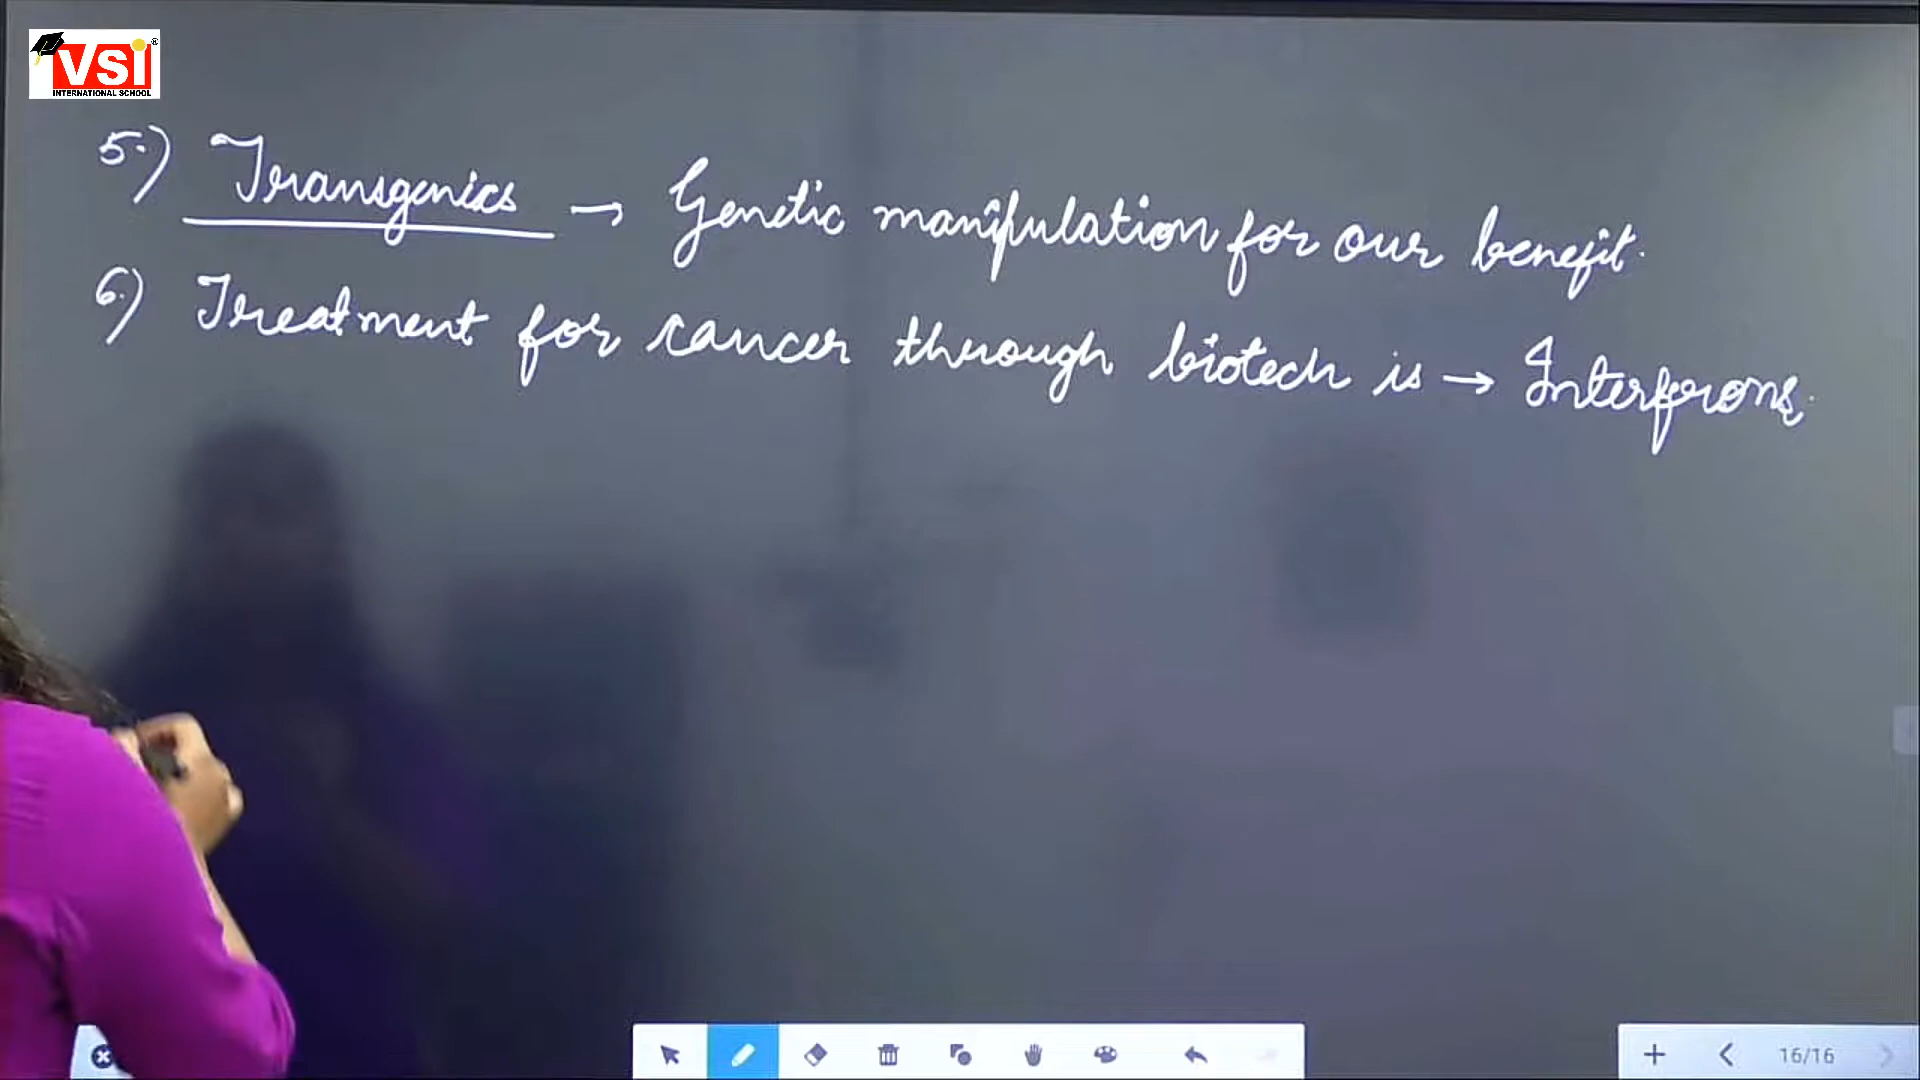 VSI
INTERNATIONAL SCHOOL
5.) Transgenics → Genetic manipulation for our benefit.
6.) Treatment for cancer through biotech is → Interferons.
16/16